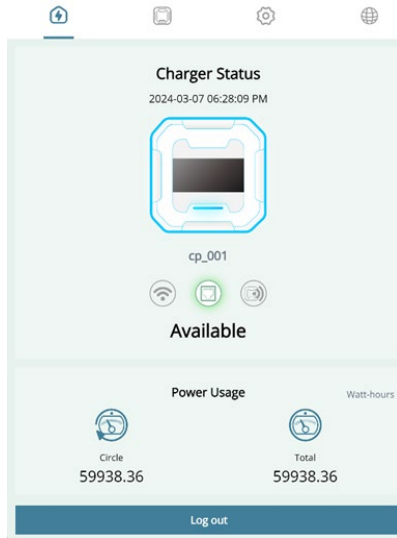 Charger Status
2024-03-07 06:28:09 PM
cp_001
Available
Power Usage
Watt-hours
Circle
Total
59938.36
59938.36
Log out